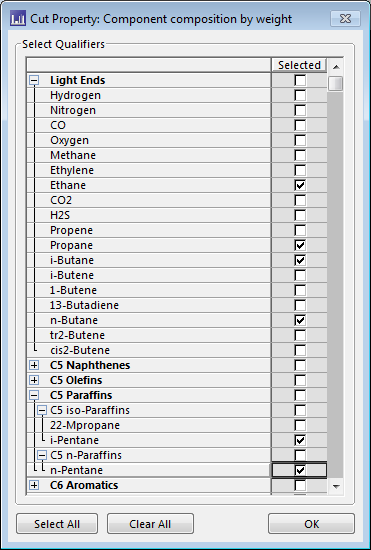 Cut Property: Component composition by weight
Select Qualifiers
Selected
Light Ends
Hydrogen
Nitrogen
CO
Oxygen
Methane
Ethylene
Ethane
CO2
H2S
Propene
Propane
i-Butane
i-Butene
1-Butene
13-Butadiene
n-Butane
tr2-Butene
cis2-Butene
C5 Naphthenes
C5 Olefins
C5 Paraffins
C5 iso-Paraffins
22-Mpropane
i-Pentane
C5 n-Paraffins
n-Pentane
C6 Aromatics
Select All Clear All OK